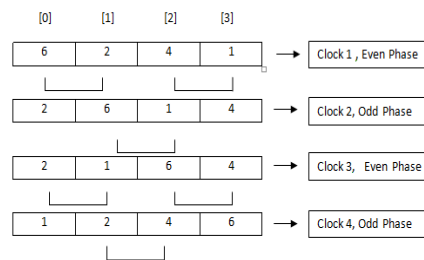 [0] [1] [2] [3]
6 2 4 1 Clock 1 , Even Phase
2 6 1 4 Clock 2, Odd Phase
2 1 6 4 Clock 3, Even Phase
1 2 4 6 Clock 4, Odd Phase